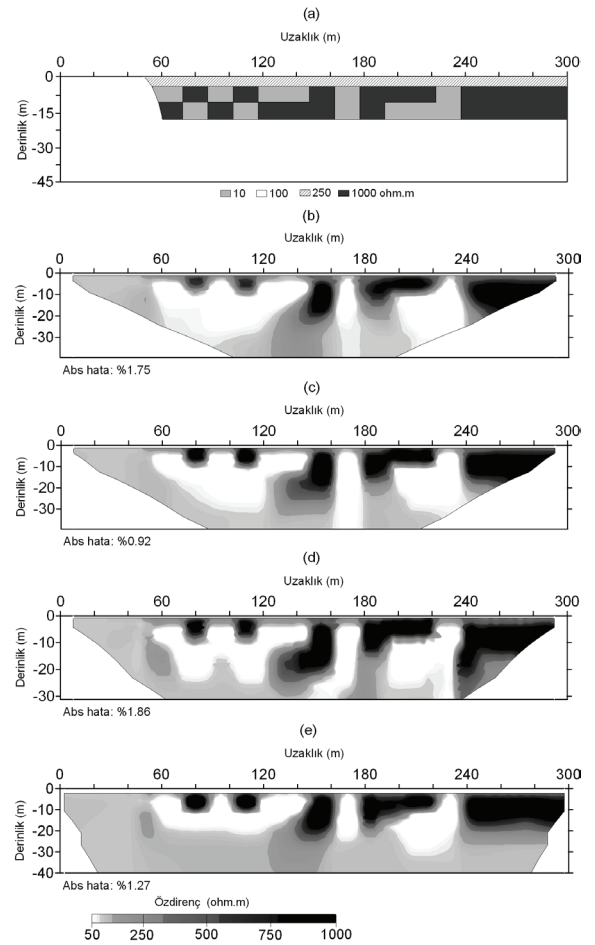 (a)
Uzaklık (m)
0 60 120 180 240 300
Derinlik (m)
0
-15
-30
-45
10 100 250 1000 ohm.m
(b)
Uzaklık (m)
0 60 120 180 240 300
Derinlik (m)
0
-10
-20
-30
Abs hata: %1.75
(c)
Uzaklık (m)
0 60 120 180 240 300
Derinlik (m)
0
-10
-20
-30
Abs hata: %0.92
(d)
Uzaklık (m)
0 60 120 180 240 300
Derinlik (m)
0
-10
-20
-30
Abs hata: %1.86
(e)
Uzaklık (m)
0 60 120 180 240 300
Derinlik (m)
0
-10
-20
-30
-40
Abs hata: %1.27
Özdirenç (ohm.m)
50 250 500 750 1000